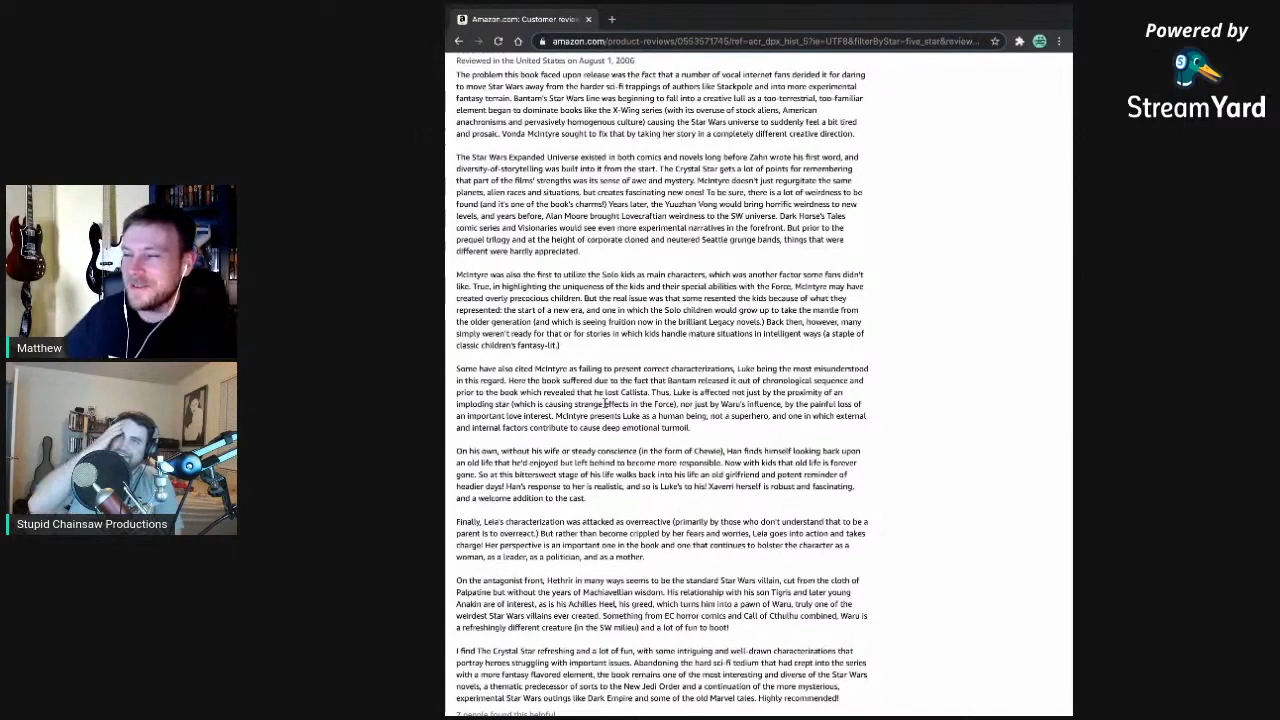 Amazon.com: Customer review
Powered by
StreamYard
amazon.com/product-reviews/0553571745/ref=acr_dpx_hist_5?ie=UTF8&filterByStar=five_star&review...
Reviewed in the United States on August 1, 2006
The problem this book faced upon release was the fact that a number of vocal internet fans derided it for daring
to move Star Wars away from the harder sci-fi trappings of authors like Stackpole and into more experimental
fantasy terrain. Bantam's Star Wars line was beginning to fall into a creative lull as a too-terrestrial, too-familiar
element began to dominate books like the X-Wing series (with its overuse of stock aliens, American
anachronisms and pervasively homogenous culture) causing the Star Wars universe to suddenly feel a bit tired
and prosaic. Vonda McIntyre sought to fix that by taking her story in a completely different creative direction.
The Star Wars Expanded Universe existed in both comics and novels long before Zahn wrote his first word, and
diversity-of-storytelling was built into it from the start. The Crystal Star gets a lot of points for remembering
that part of the films' strengths was its sense of awe and mystery. McIntyre doesn't just regurgitate the same
planets, alien races and situations, but creates fascinating new ones! To be sure, there is a lot of weirdness to be
found (and it's one of the book's charms!) Years later, the Yuuzhan Vong would bring horrific weirdness to new
levels, and years before, Alan Moore brought Lovecraftian weirdness to the SW universe. Dark Horse's Tales
comic series and Visionaries would see even more experimental narratives in the forefront. But prior to the
prequel trilogy and at the height of corporate cloned and neutered Seattle grunge bands, things that were
different were hardly appreciated.
McIntyre was also the first to utilize the Solo kids as main characters, which was another factor some fans didn't
like. True, in highlighting the uniqueness of the kids and their special abilities with the Force, McIntyre may have
created overly precocious children. But the real issue was that some resented the kids because of what they
represented: the start of a new era, and one in which the Solo children would grow up to take the mantle from
the older generation (and which is seeing fruition now in the brilliant Legacy novels.) Back then, however, many
simply weren't ready for that or for stories in which kids handle mature situations in intelligent ways (a staple of
classic children's fantasy-lit.)
Some have also cited McIntyre as failing to present correct characterizations, Luke being the most misunderstood
in this regard. Here the book suffered due to the fact that Bantam released it out of chronological sequence and
prior to the book which revealed that he lost Callista. Thus, Luke is affected not just by the proximity of an
imploding star (which is causing strange effects in the Force), nor just by Waru's influence, by the painful loss of
an important love interest. McIntyre presents Luke as a human being, not a superhero, and one in which external
and internal factors contribute to cause deep emotional turmoil.
On his own, without his wife or steady conscience (in the form of Chewie), Han finds himself looking back upon
an old life that he'd enjoyed but left behind to become more responsible. Now with kids that old life is forever
gone. So at this bittersweet stage of his life walks back into his life an old girlfriend and potent reminder of
headier days! Han's response to her is realistic, and so is Luke's to his! Xaverri herself is robust and fascinating,
and a welcome addition to the cast.
Finally, Leia's characterization was attacked as overreactive (primarily by those who don't understand that to be a
parent is to overreact.) But rather than become crippled by her fears and worries, Leia goes into action and takes
charge! Her perspective is an important one in the book and one that continues to bolster the character as a
woman, as a leader, as a politician, and as a mother.
On the antagonist front, Hethrir in many ways seems to be the standard Star Wars villain, cut from the cloth of
Palpatine but without the years of Machiavellian wisdom. His relationship with his son Tigris and later young
Anakin are of interest, as is his Achilles Heel, his greed, which turns him into a pawn of Waru, truly one of the
weirdest Star Wars villains ever created. Something from EC horror comics and Call of Cthulhu combined, Waru is
a refreshingly different creature (in the SW milieu) and a lot of fun to boot!
I find The Crystal Star refreshing and a lot of fun, with some intriguing and well-drawn characterizations that
portray heroes struggling with important issues. Abandoning the hard sci-fi tedium that had crept into the series
with a more fantasy flavored element, the book remains one of the most interesting and diverse of the Star Wars
novels, a thematic predecessor of sorts to the New Jedi Order and a continuation of the more mysterious,
experimental Star Wars outings like Dark Empire and some of the old Marvel tales. Highly recommended!
7 people found this helpful
Matthew
Stupid Chainsaw Productions